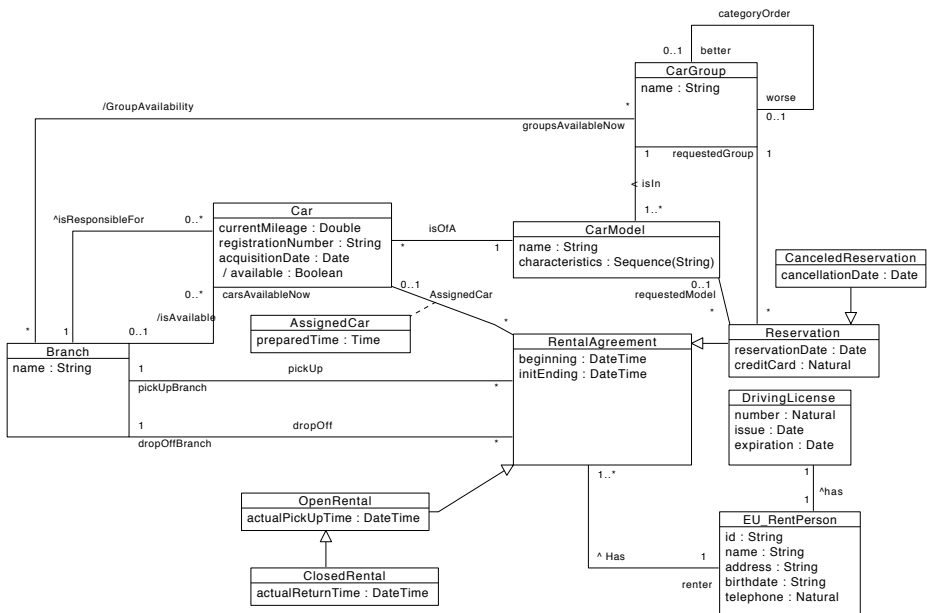 categoryOrder
0..1 better
CarGroup
name : String
worse
0..1
/GroupAvailability
*
groupsAvailableNow
1 requestedGroup 1
< isIn
1..*
^isResponsibleFor 0..*
Car
currentMileage : Double
registrationNumber : String
acquisitionDate : Date
/ available : Boolean
isOfA
* 1
CarModel
name : String
characteristics : Sequence(String)
CanceledReservation
cancellationDate : Date
0..* carsAvailableNow
0..1 AssignedCar
0..1
requestedModel
/isAvailable
AssignedCar
preparedTime : Time
* 1 0..1
*
* *
Branch
name : String
RentalAgreement
beginning : DateTime
initEnding : DateTime
Reservation
reservationDate : Date
creditCard : Natural
1 pickUp
pickUpBranch *
DrivingLicense
number : Natural
issue : Date
expiration : Date
1 dropOff
dropOffBranch *
1..*
1
^has
1
OpenRental
actualPickUpTime : DateTime
EU_RentPerson
id : String
name : String
address : String
birthdate : String
telephone : Natural
^ Has 1
renter
ClosedRental
actualReturnTime : DateTime